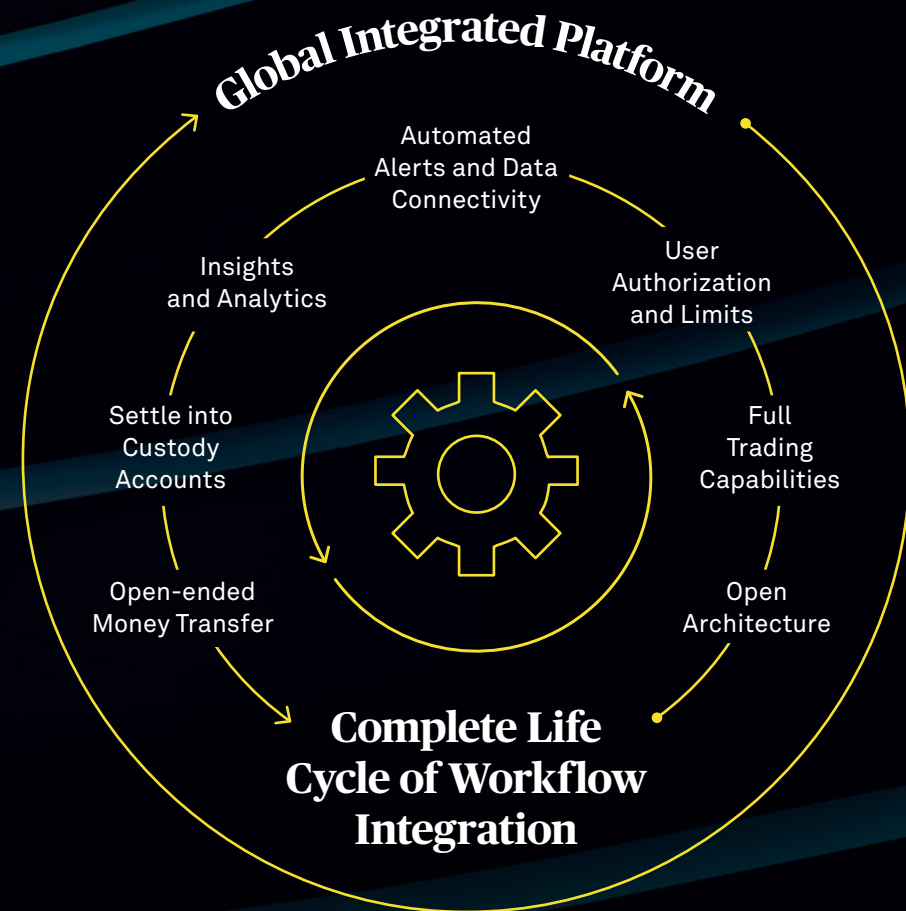 Global Integrated Platform
Automated
Alerts and Data
Connectivity
User
Authorization
and Limits
Full
Trading
Capabilities
Open
Architecture
Complete Life
Cycle of Workflow
Integration
Open-ended
Money Transfer
Settle into
Custody
Accounts
Insights
and Analytics